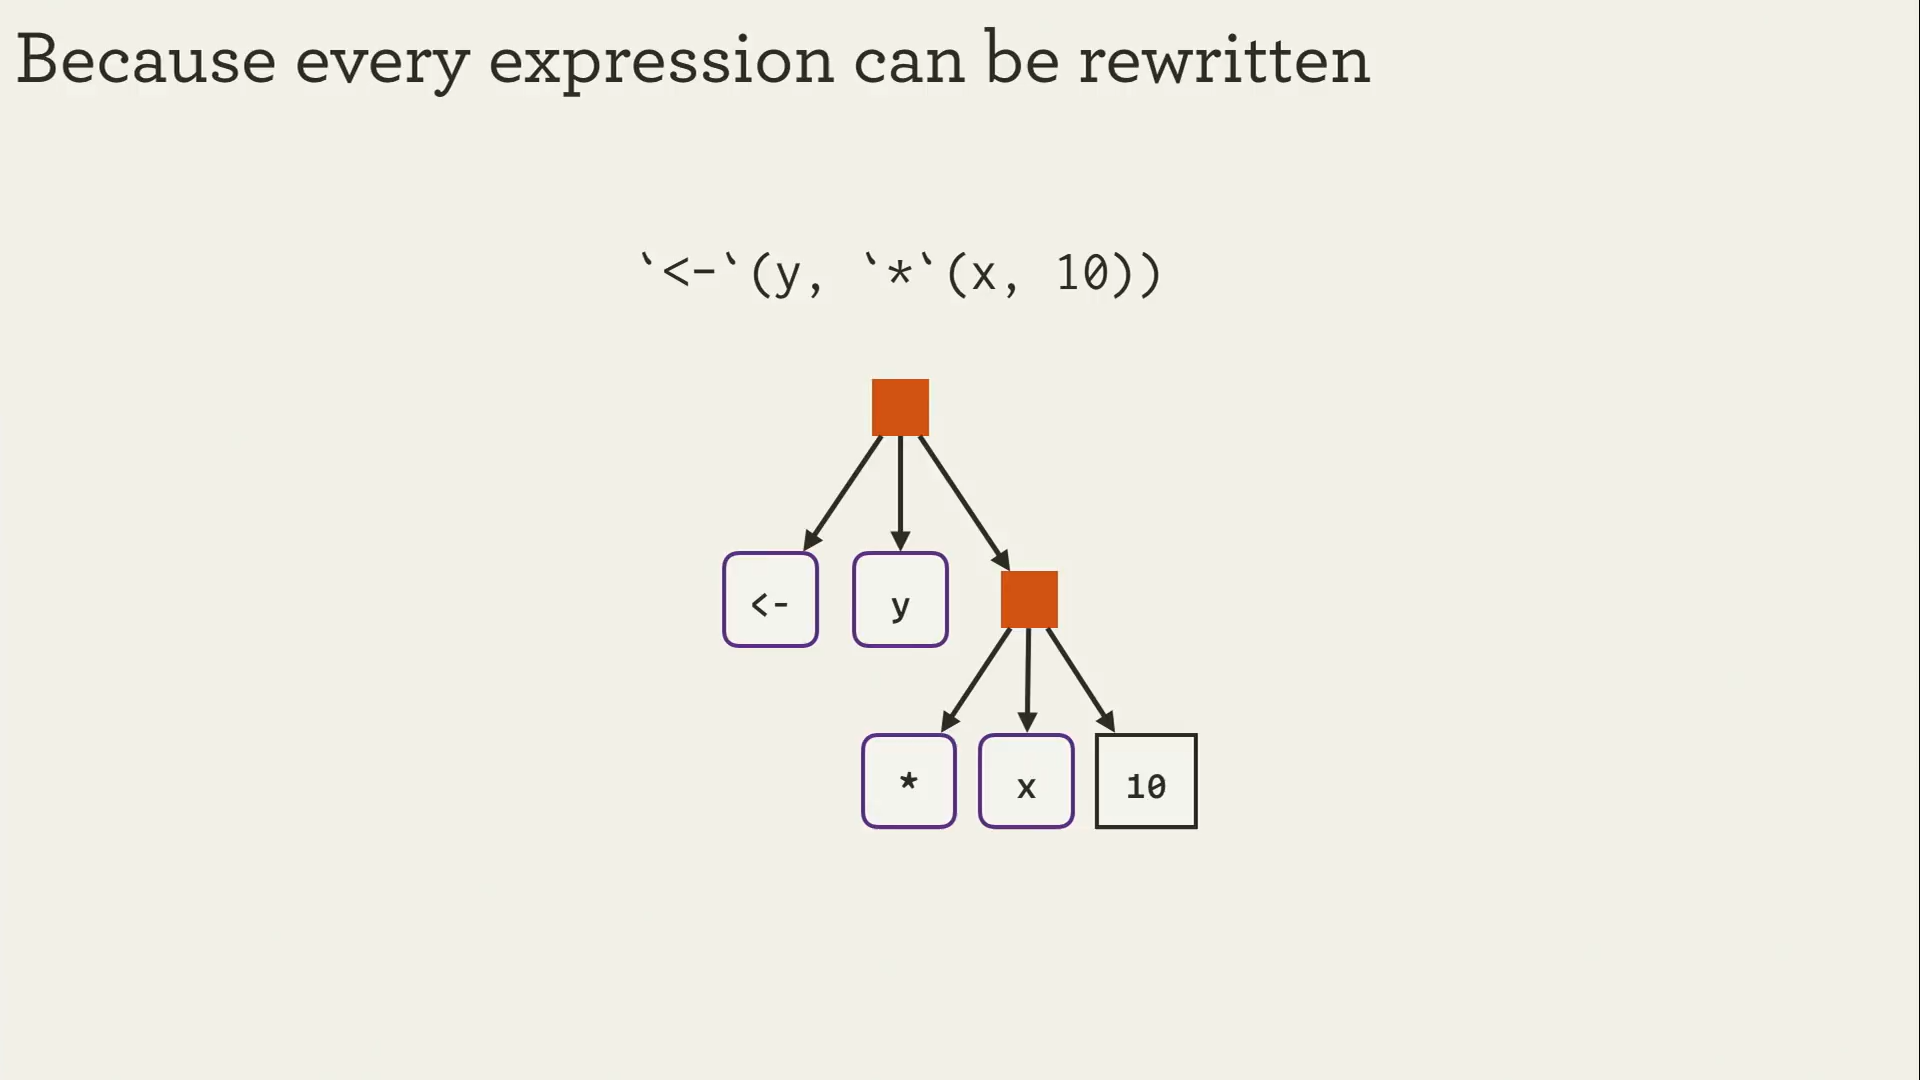 Because every expression can be rewritten
`<-`(y, `*`(x, 10))
<- y
* x 10